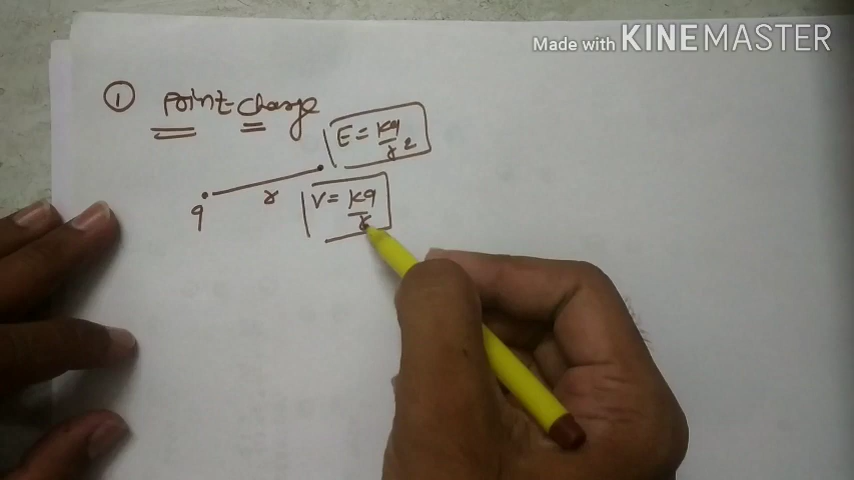 Made with KINEMASTER
① Point charge
E = kq/r²
q r
V = kq/r